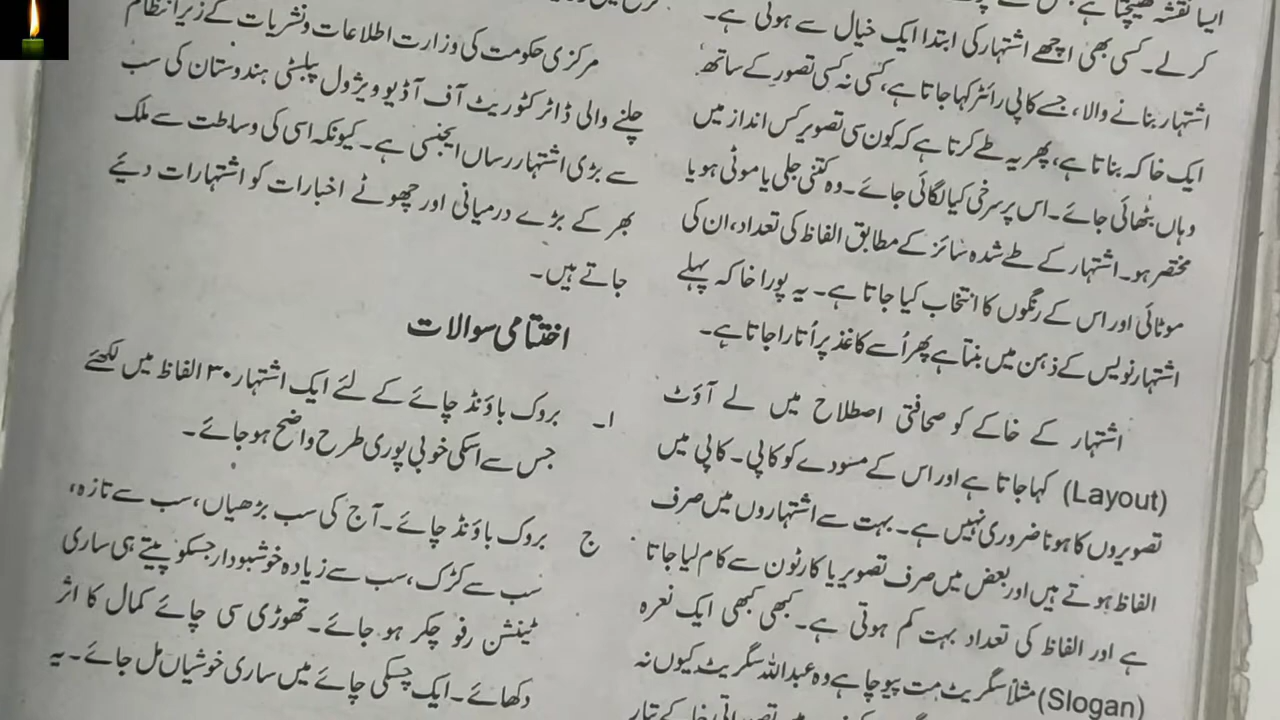 ایسا نقشہ کھینچتا ہے
کر لے۔ کسی بھی اچھے اشتہار کی ابتدا ایک خیال سے ہوتی ہے۔
اشتہار بنانے والا، جسے کاپی رائٹر کہا جاتا ہے، کسی نہ کسی تصور کے ساتھ
ایک خاکہ بناتا ہے، پھر یہ طے کرتا ہے کہ کون سی تصویر کس انداز میں
وہاں بٹھائی جائے۔ اس پر سرخی کیا لگائی جائے۔ وہ کتنی جلی یا موٹی ہو یا
مختصر ہو۔ اشتہار کے طے شدہ سائز کے مطابق الفاظ کی تعداد، ان کی
موٹائی اور اس کے رنگوں کا انتخاب کیا جاتا ہے۔ یہ پورا خاکہ پہلے
اشتہار نویس کے ذہن میں بنتا ہے پھر اُسے کاغذ پر اُتارا جاتا ہے۔
اشتہار کے خاکے کو صحافتی اصطلاح میں لے آؤٹ
(Layout) کہا جاتا ہے اور اس کے مسودے کو کاپی۔ کاپی میں
تصویروں کا ہونا ضروری نہیں ہے۔ بہت سے اشتہاروں میں صرف
الفاظ ہوتے ہیں اور بعض میں صرف تصویر یا کارٹون سے کام لیا جاتا
ہے اور الفاظ کی تعداد بہت کم ہوتی ہے۔ کبھی کبھی ایک نعرہ
(Slogan) مثلاً سگریٹ مت پیو چاہے وہ عبداللہ سگریٹ کیوں نہ
مرکزی حکومت کی وزارت اطلاعات و نشریات کے زیر انتظام
چلنے والی ڈائرکٹوریٹ آف آڈیو ویژول پبلسٹی ہندوستان کی سب
سے بڑی اشتہار رساں ایجنسی ہے۔ کیونکہ اسی کی وساطت سے ملک
بھر کے بڑے درمیانی اور چھوٹے اخبارات کو اشتہارات دیئے
جاتے ہیں۔
اختتامی سوالات
۱۔ بروک باؤنڈ چائے کے لئے ایک اشتہار ۳۰ الفاظ میں لکھئے
جس سے اسکی خوبی پوری طرح واضح ہو جائے۔
ج بروک باؤنڈ چائے۔ آج کی سب بڑھیاں، سب سے تازہ،
سب سے کڑک، سب سے زیادہ خوشبودار جسکو پیتے ہی ساری
ٹینشن رفو چکر ہو جائے۔ تھوڑی سی چائے کمال کا اثر
دکھائے۔ ایک چسکی چائے میں ساری خوشیاں مل جائے۔ یہ